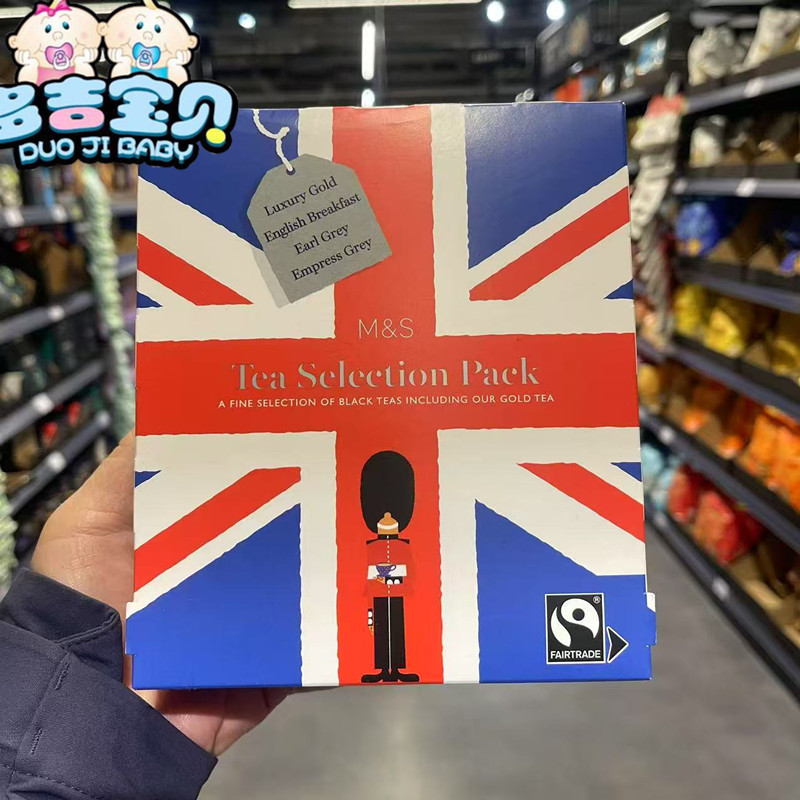 多吉宝贝
DUO JI BABY
Luxury Gold
English Breakfast
Earl Grey
Empress Grey
M&S
Tea Selection Pack
A FINE SELECTION OF BLACK TEAS INCLUDING OUR GOLD TEA
FAIRTRADE
®